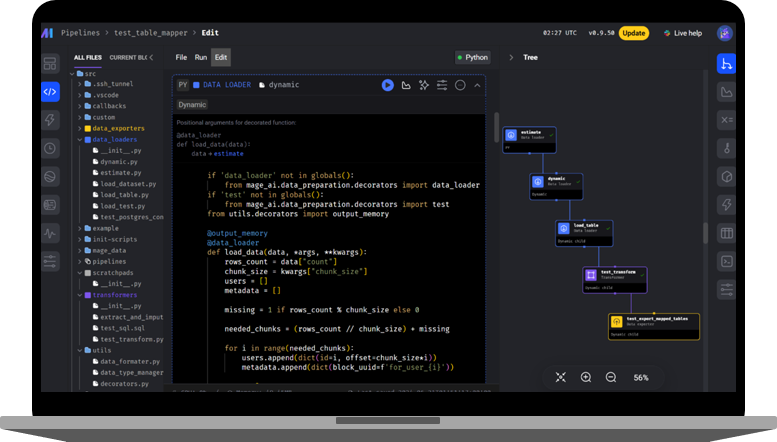 Pipelines > test_table_mapper > Edit
02:27 UTC
v0.9.50
Update
Live help
ALL FILES
CURRENT BL
src
.ssh_tunnel
.vscode
callbacks
custom
data_exporters
data_loaders
__init__.py
dynamic.py
estimate.py
load_dataset.py
load_table.py
load_test.py
test_postgres_con
example
init-scripts
mage_data
pipelines
scratchpads
__init__.py
transformers
__init__.py
extract_and_imput
test_sql.sql
test_transform.py
utils
data_formater.py
data_type_manager
decorators.py
File Run Edit
Python
PY DATA LOADER dynamic
Dynamic
Positional arguments for decorated function:
@data_loader
def load_data(data):
data = estimate
if 'data_loader' not in globals():
from mage_ai.data_preparation.decorators import data_loader
if 'test' not in globals():
from mage_ai.data_preparation.decorators import test
from utils.decorators import output_memory
@output_memory
@data_loader
def load_data(data, *args, **kwargs):
rows_count = data["count"]
chunk_size = kwargs["chunk_size"]
users = []
metadata = []
missing = 1 if rows_count % chunk_size else 0
needed_chunks = (rows_count // chunk_size) + missing
for i in range(needed_chunks):
users.append(dict(id=i, offset=chunk_size*i))
metadata.append(dict(block_uuid=f'for_user_{i}'))
Tree
estimate
Data loader
dynamic
Data loader
load_table
Data loader
Dynamic child
test_transform
Transformer
Dynamic child
test_export_mapped_tables
Data exporter
Dynamic child
56%